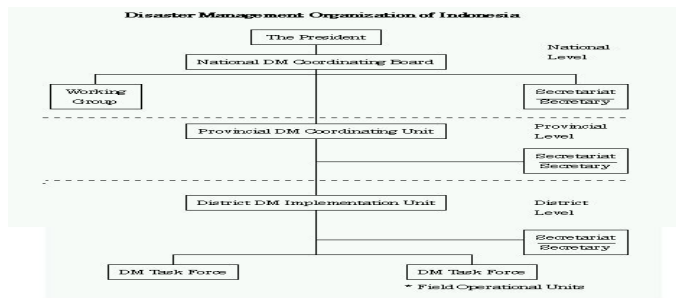 Disaster Management Organization of Indonesia
The President
National
Level
National DM Coordinating Board
Working
Group
Secretariat
Secretary
Provincial DM Coordinating Unit
Provincial
Level
Secretariat
Secretary
District DM Implementation Unit
District
Level
Secretariat
Secretary
DM Task Force
DM Task Force
* Field Operational Units